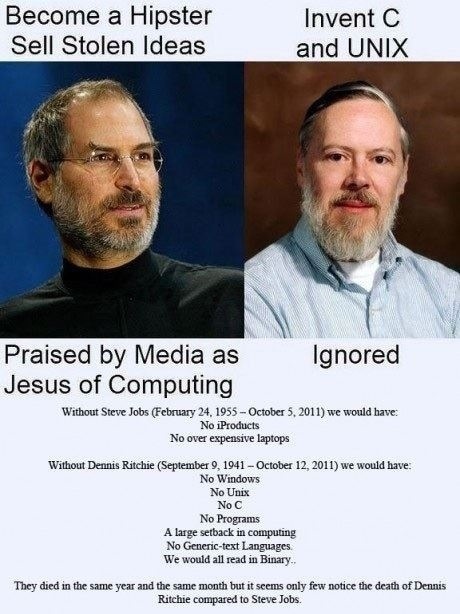 Become a Hipster
Sell Stolen Ideas
Invent C
and UNIX
Praised by Media as
Jesus of Computing
Ignored
Without Steve Jobs (February 24, 1955 – October 5, 2011) we would have:
No iProducts
No over expensive laptops
Without Dennis Ritchie (September 9, 1941 – October 12, 2011) we would have:
No Windows
No Unix
No C
No Programs
A large setback in computing
No Generic-text Languages.
We would all read in Binary..
They died in the same year and the same month but it seems only few notice the death of Dennis
Ritchie compared to Steve Jobs.